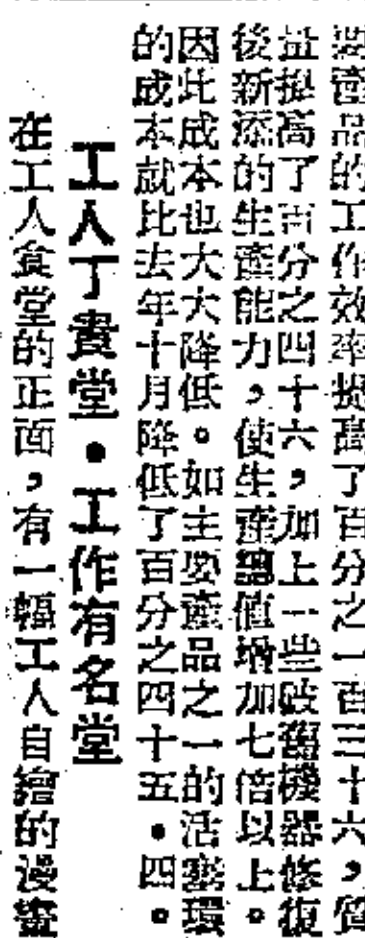 要產品的工作效率提高了百分之一百三十六，質
並提高了百分之四十六，加上一些破舊機器修復
後新添的生產能力，使生產總值增加七倍以上。
因此成本也大大降低。如主要產品之一的活塞環
的成本就比去年十月降低了百分之四十五•四。
工人丁賣堂•工作有名堂
在工人食堂的正面，有一幅工人自繪的漫畫